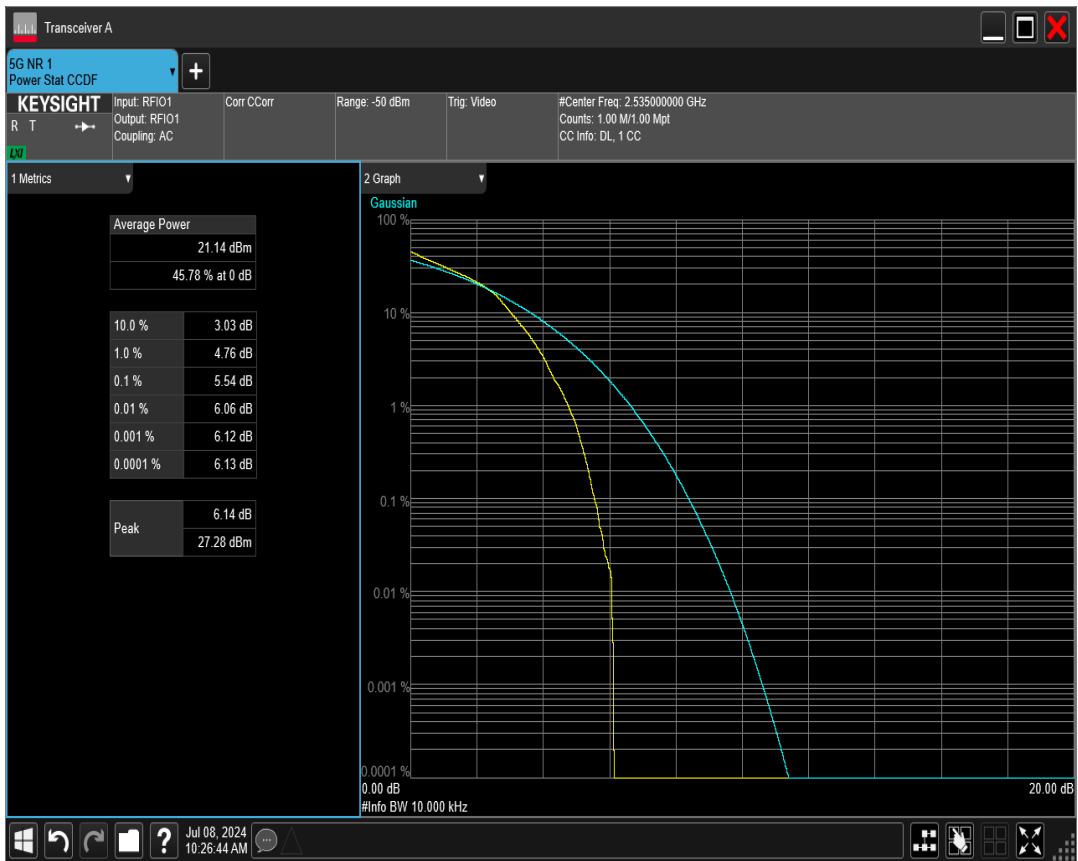 Transceiver A
5G NR 1
Power Stat CCDF
KEYSIGHT
R T
LXI
Input: RFIO1
Output: RFIO1
Coupling: AC
Corr CCorr
Range: -50 dBm
Trig: Video
#Center Freq: 2.535000000 GHz
Counts: 1.00 M/1.00 Mpt
CC Info: DL, 1 CC
1 Metrics
Average Power
21.14 dBm
45.78 % at 0 dB
10.0 % 3.03 dB
1.0 % 4.76 dB
0.1 % 5.54 dB
0.01 % 6.06 dB
0.001 % 6.12 dB
0.0001 % 6.13 dB
Peak
6.14 dB
27.28 dBm
2 Graph
Gaussian
100 %
10 %
1 %
0.1 %
0.01 %
0.001 %
0.0001 %
0.00 dB 20.00 dB
#Info BW 10.000 kHz
?
Jul 08, 2024
10:26:44 AM